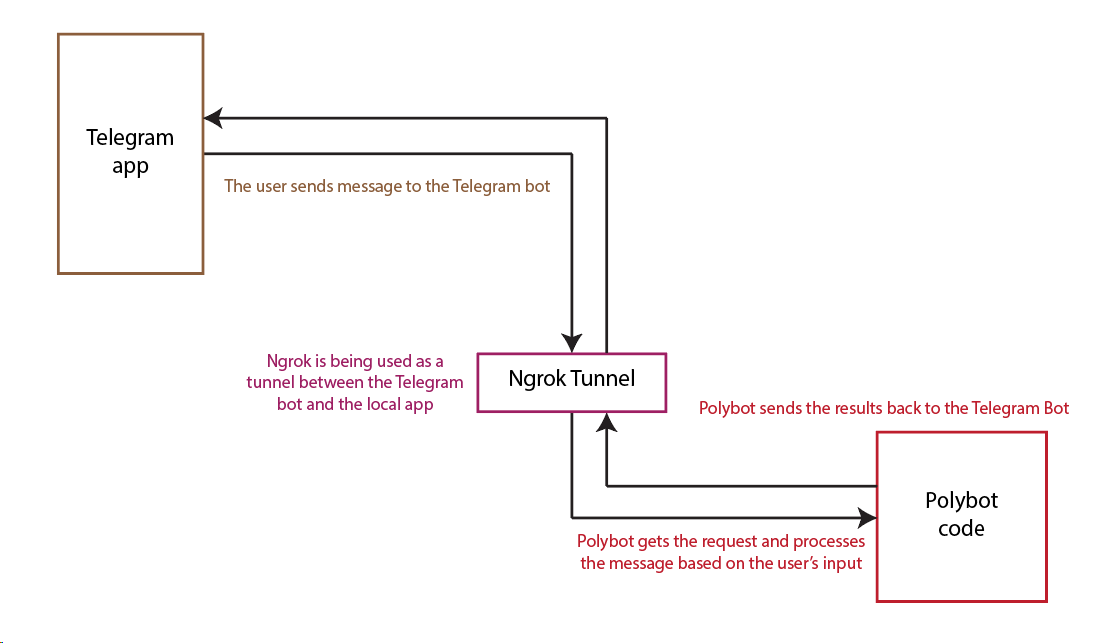 Telegram
app
The user sends message to the Telegram bot
Ngrok is being used as a
tunnel between the Telegram
bot and the local app
Ngrok Tunnel
Polybot sends the results back to the Telegram Bot
Polybot
code
Polybot gets the request and processes
the message based on the user's input